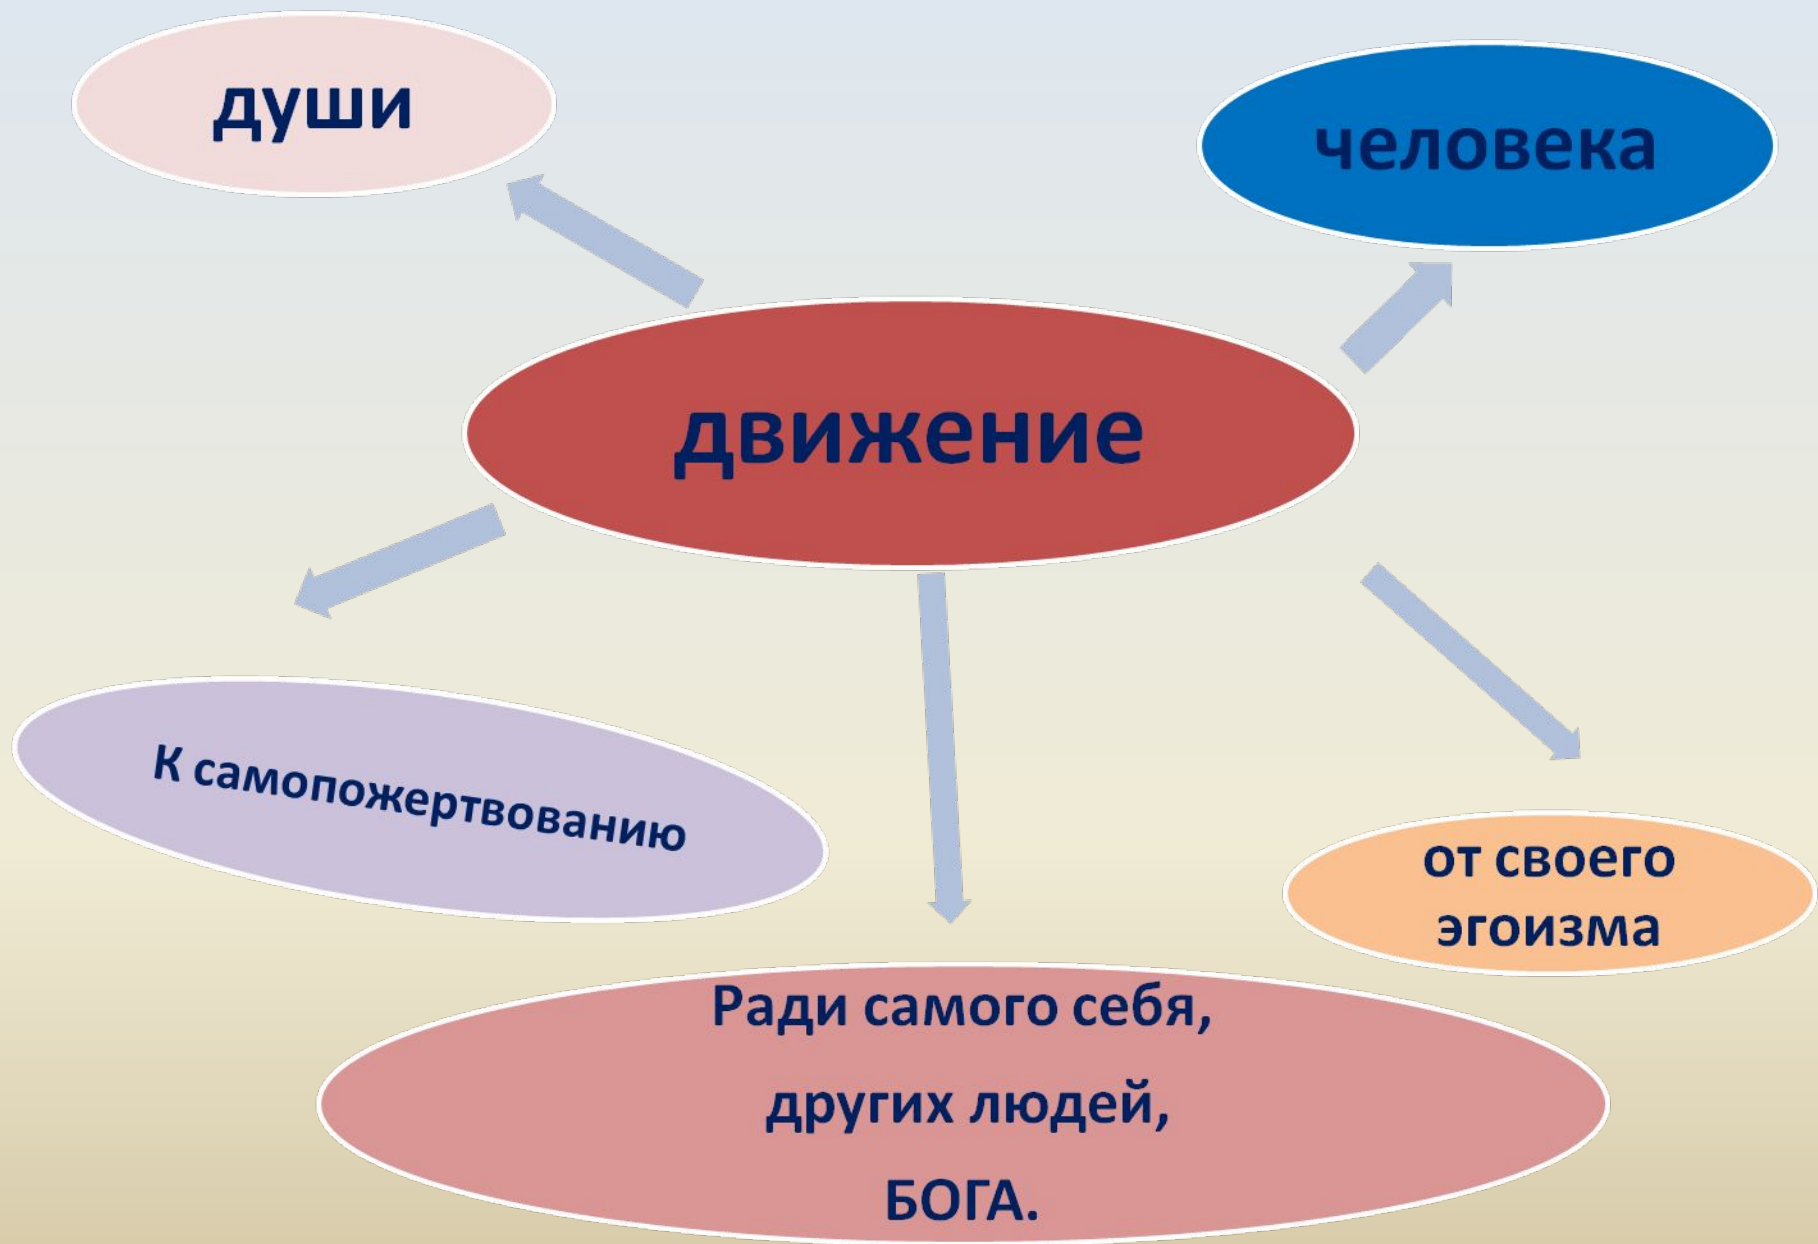 души
человека
движение
К самопожертвованию
от своего
эгоизма
Ради самого себя,
других людей,
БОГА.